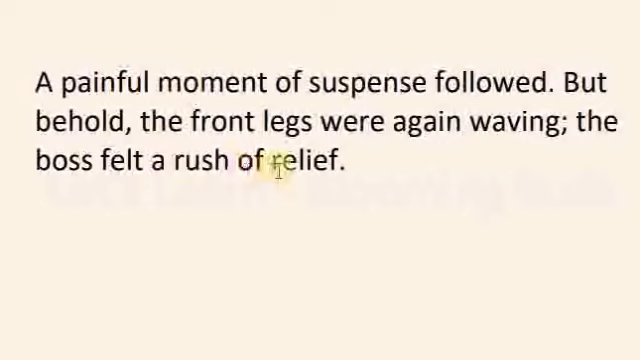 A painful moment of suspense followed. But
behold, the front legs were again waving; the
boss felt a rush of relief.